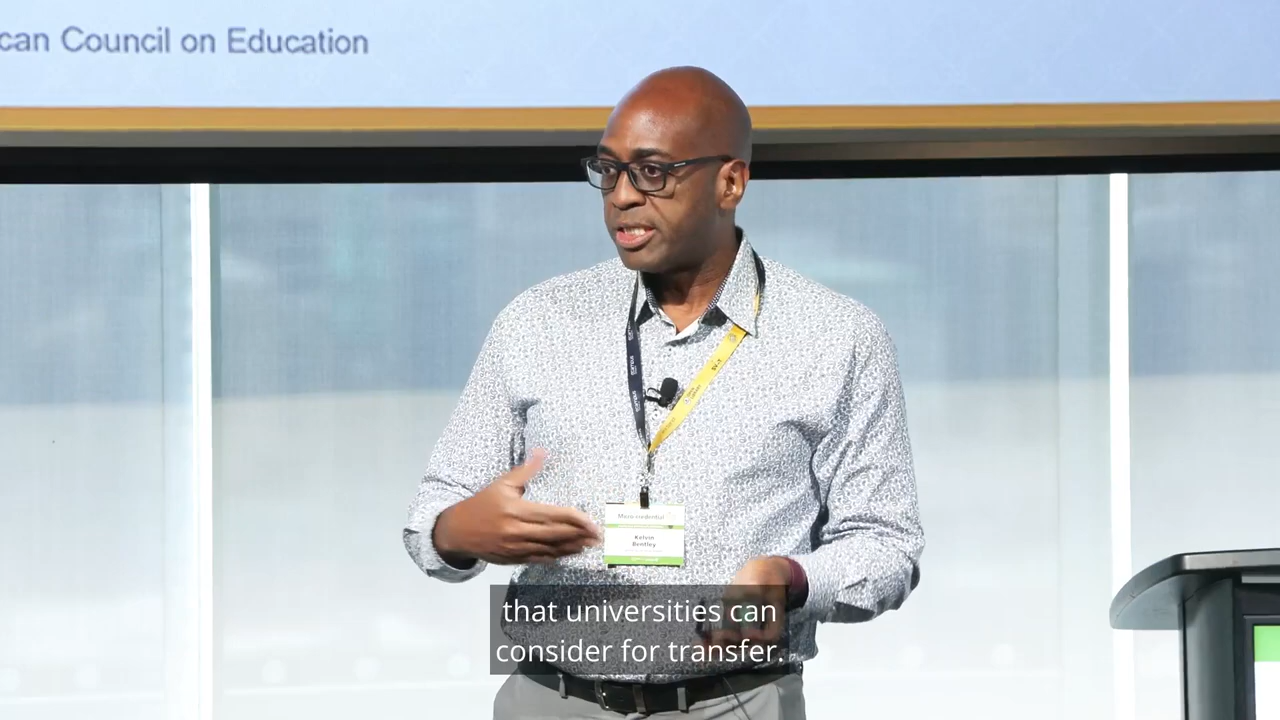 can Council on Education
Micro-credential
Kelvin
Bentley
that universities can
consider for transfer.